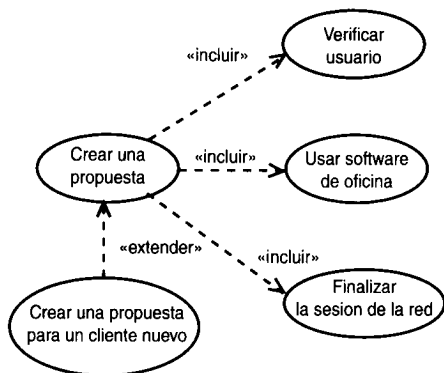 Verificar
usuario
«incluir»
Crear una
propuesta
«incluir»
Usar software
de oficina
«extender»
«incluir»
Crear una propuesta
para un cliente nuevo
Finalizar
la sesion de la red